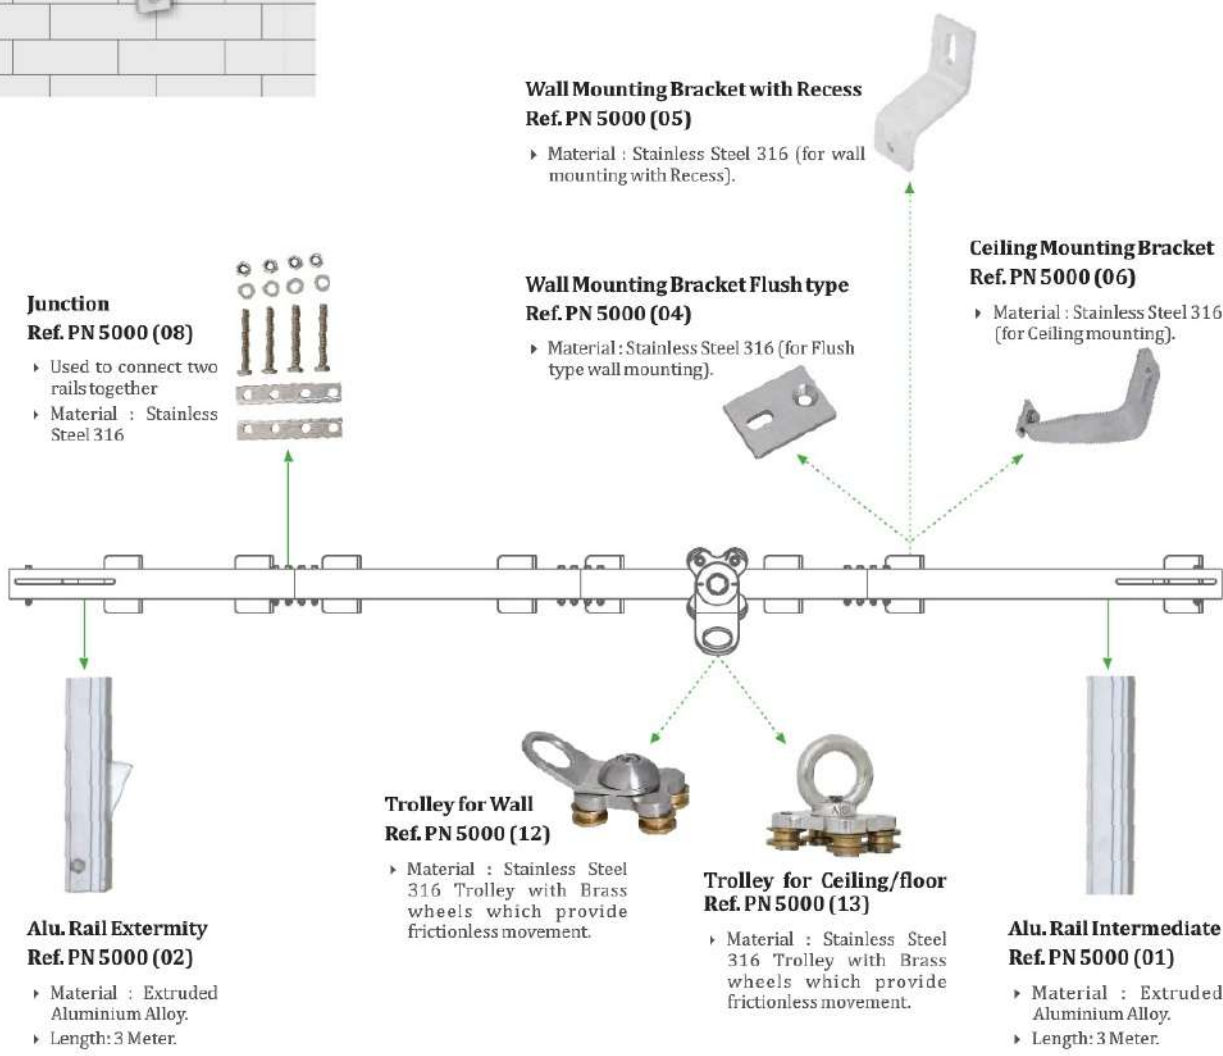 Wall Mounting Bracket with Recess
Ref. PN 5000 (05)
▸ Material : Stainless Steel 316 (for wall
mounting with Recess).
Ceiling Mounting Bracket
Ref. PN 5000 (06)
▸ Material : Stainless Steel 316
(for Ceiling mounting).
Wall Mounting Bracket Flush type
Ref. PN 5000 (04)
▸ Material : Stainless Steel 316 (for Flush
type wall mounting).
Junction
Ref. PN 5000 (08)
▸ Used to connect two
rails together
▸ Material : Stainless
Steel 316
Trolley for Wall
Ref. PN 5000 (12)
▸ Material : Stainless Steel
316 Trolley with Brass
wheels which provide
frictionless movement.
Trolley for Ceiling/floor
Ref. PN 5000 (13)
▸ Material : Stainless Steel
316 Trolley with Brass
wheels which provide
frictionless movement.
Alu. Rail Extermity
Ref. PN 5000 (02)
▸ Material : Extruded
Aluminium Alloy.
▸ Length: 3 Meter.
Alu. Rail Intermediate
Ref. PN 5000 (01)
▸ Material : Extruded
Aluminium Alloy.
▸ Length: 3 Meter.